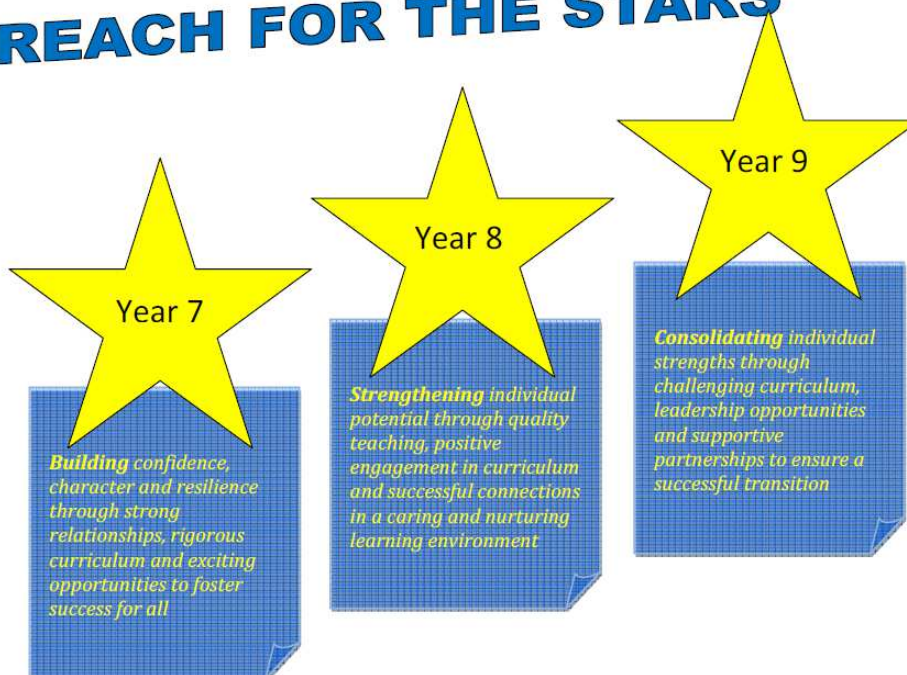 REACH FOR THE STARS
Year 7
Building confidence,
character and resilience
through strong
relationships, rigorous
curriculum and exciting
opportunities to foster
success for all
Year 8
Strengthening individual
potential through quality
teaching, positive
engagement in curriculum
and successful connections
in a caring and nurturing
learning environment
Year 9
Consolidating individual
strengths through
challenging curriculum,
leadership opportunities
and supportive
partnerships to ensure a
successful transition